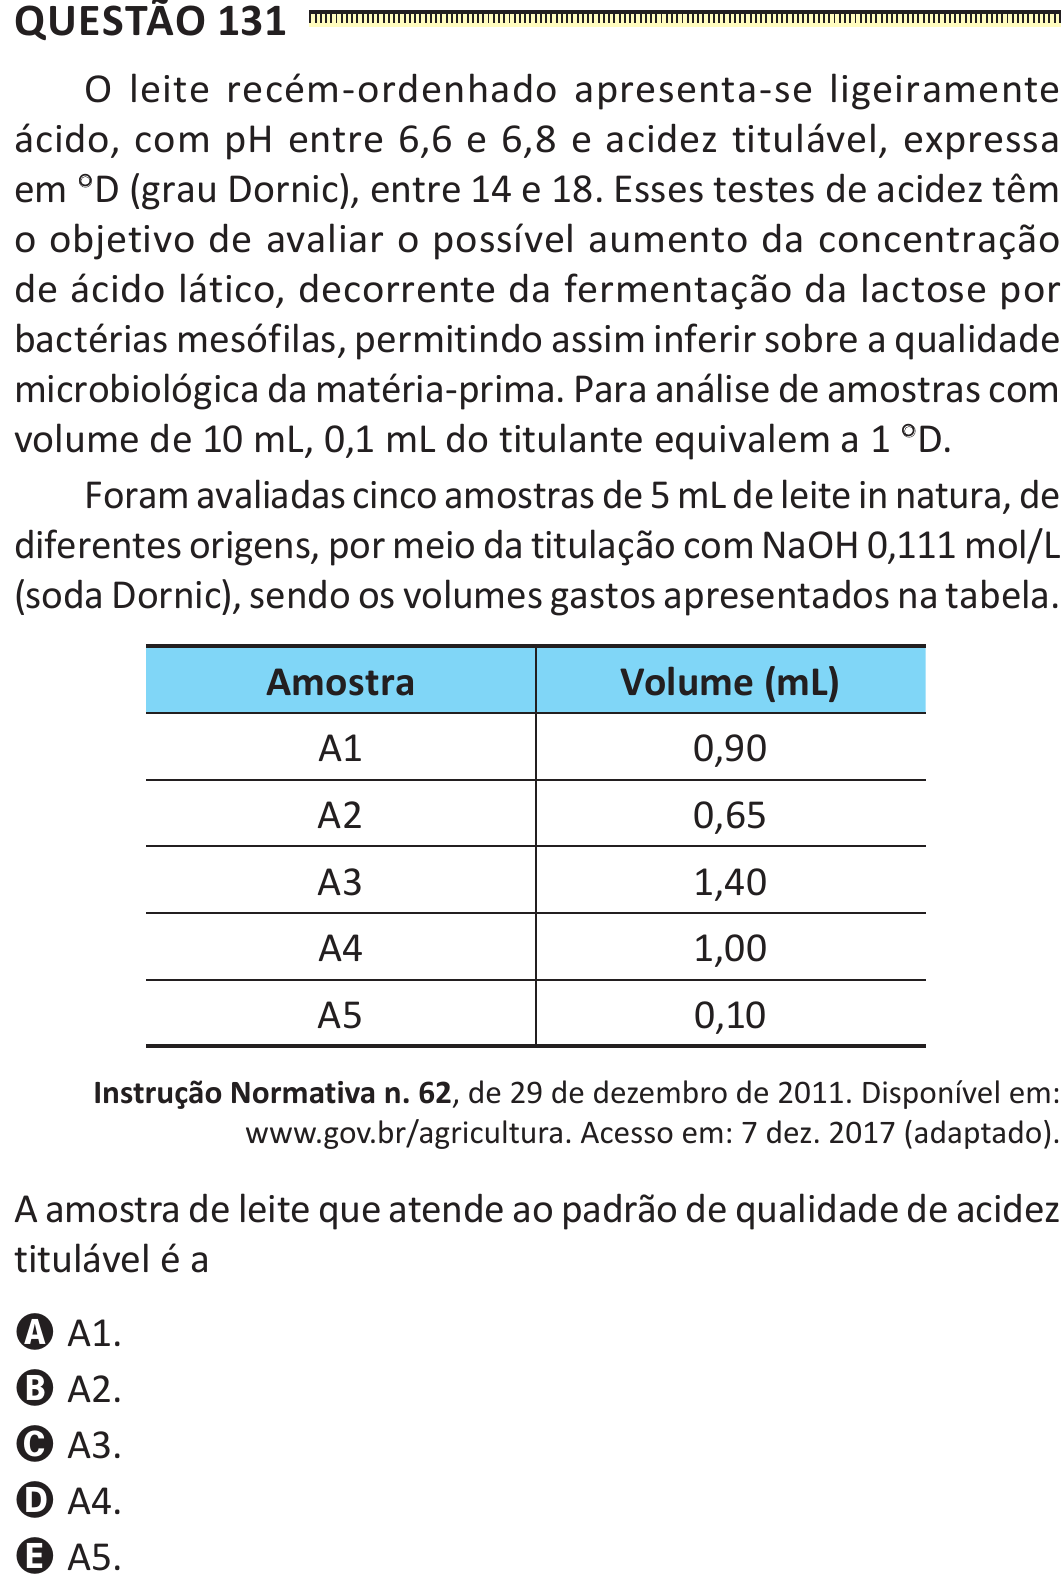 QUESTÃO 131
O leite recém-ordenhado apresenta-se ligeiramente
ácido, com pH entre 6,6 e 6,8 e acidez titulável, expressa
em °D (grau Dornic), entre 14 e 18. Esses testes de acidez têm
o objetivo de avaliar o possível aumento da concentração
de ácido lático, decorrente da fermentação da lactose por
bactérias mesófilas, permitindo assim inferir sobre a qualidade
microbiológica da matéria-prima. Para análise de amostras com
volume de 10 mL, 0,1 mL do titulante equivalem a 1 °D.
Foram avaliadas cinco amostras de 5 mL de leite in natura, de
diferentes origens, por meio da titulação com NaOH 0,111 mol/L
(soda Dornic), sendo os volumes gastos apresentados na tabela.
Amostra Volume (mL)
A1 0,90
A2 0,65
A3 1,40
A4 1,00
A5 0,10
Instrução Normativa n. 62, de 29 de dezembro de 2011. Disponível em:
www.gov.br/agricultura. Acesso em: 7 dez. 2017 (adaptado).
A amostra de leite que atende ao padrão de qualidade de acidez
titulável é a
A A1.
B A2.
C A3.
D A4.
E A5.